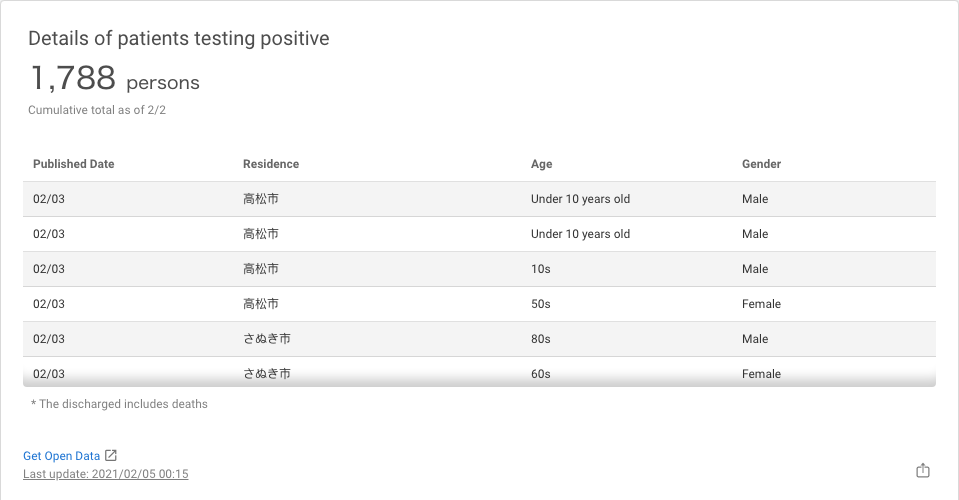 Details of patients testing positive
1,788 persons
Cumulative total as of 2/2
Published Date Residence Age Gender
02/03 高松市 Under 10 years old Male
02/03 高松市 Under 10 years old Male
02/03 高松市 10s Male
02/03 高松市 50s Female
02/03 さぬき市 80s Male
02/03 さぬき市 60s Female
* The discharged includes deaths
Get Open Data
Last update: 2021/02/05 00:15